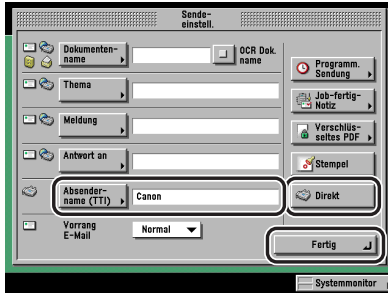 Sende-
einstell.
Dokumenten-
name
OCR Dok.
name
Programm.
Sendung
Thema
Job-fertig-
Notiz
Meldung
Verschlüs-
seltes PDF
Antwort an
Stempel
Absender-
name (TTI)
Canon
Direkt
Vorrang
E-Mail
Normal
Fertig
Systemmonitor